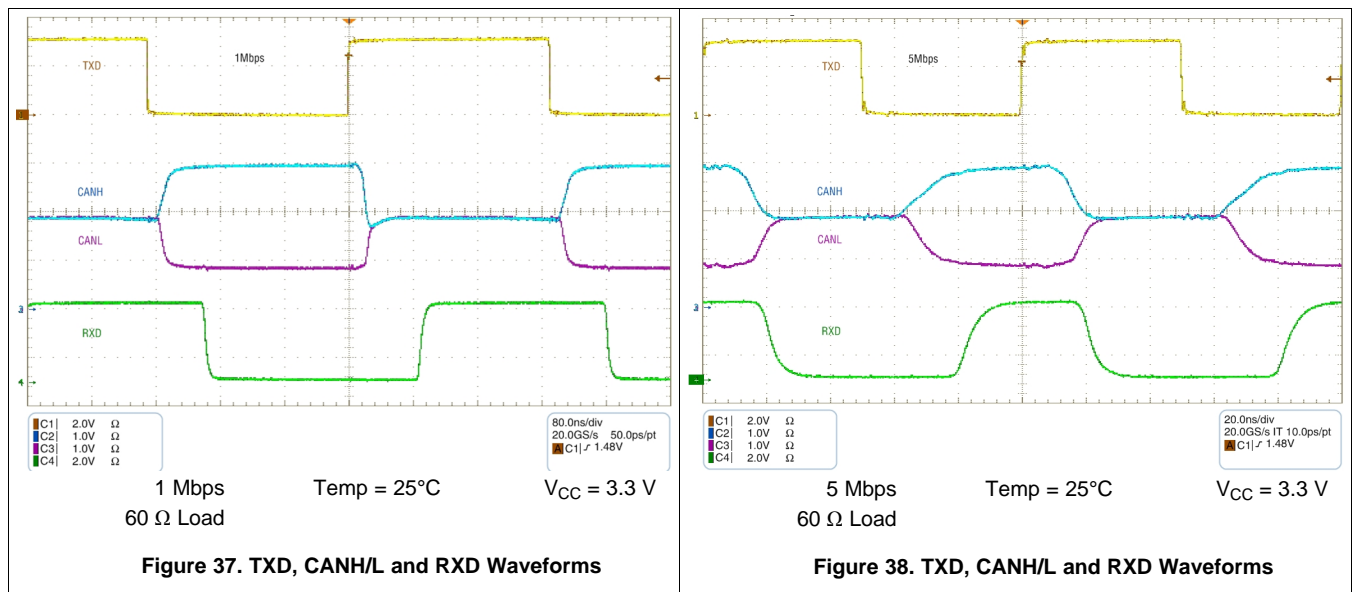 TXD
1Mbps
CANH
CANL
3
RXD
4
C1 2.0V Ω
C2 1.0V Ω
C3 1.0V Ω
C4 2.0V Ω
80.0ns/div
20.0GS/s 50.0ps/pt
A C1 1.48V
1 Mbps Temp = 25°C VCC = 3.3 V
60 Ω Load
Figure 37. TXD, CANH/L and RXD Waveforms
TXD
5Mbps
1
CANH
CANL
3
RXD
C1 2.0V Ω
C2 1.0V Ω
C3 1.0V Ω
C4 2.0V Ω
20.0ns/div
20.0GS/s IT 10.0ps/pt
A C1 1.48V
5 Mbps Temp = 25°C VCC = 3.3 V
60 Ω Load
Figure 38. TXD, CANH/L and RXD Waveforms